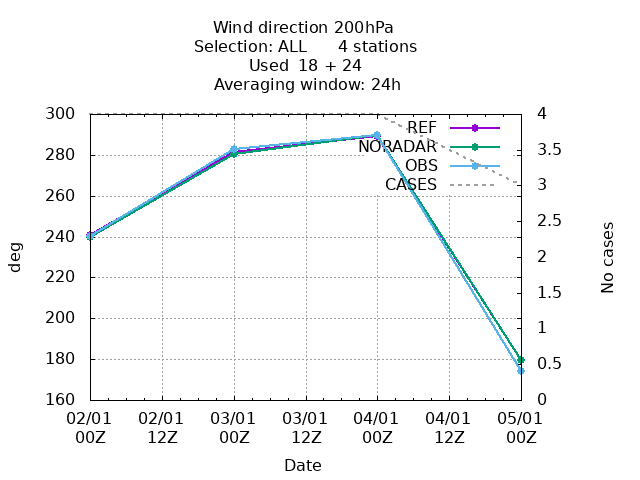 Wind direction 200hPa
Selection: ALL 4 stations
Used 18 + 24
Averaging window: 24h
300
280
260
240
220
200
180
160
deg
4
3.5
3
2.5
2
1.5
1
0.5
0
No cases
REF
NORADAR
OBS
CASES
02/01 02/01 03/01 03/01 04/01 04/01 05/01
00Z 12Z 00Z 12Z 00Z 12Z 00Z
Date